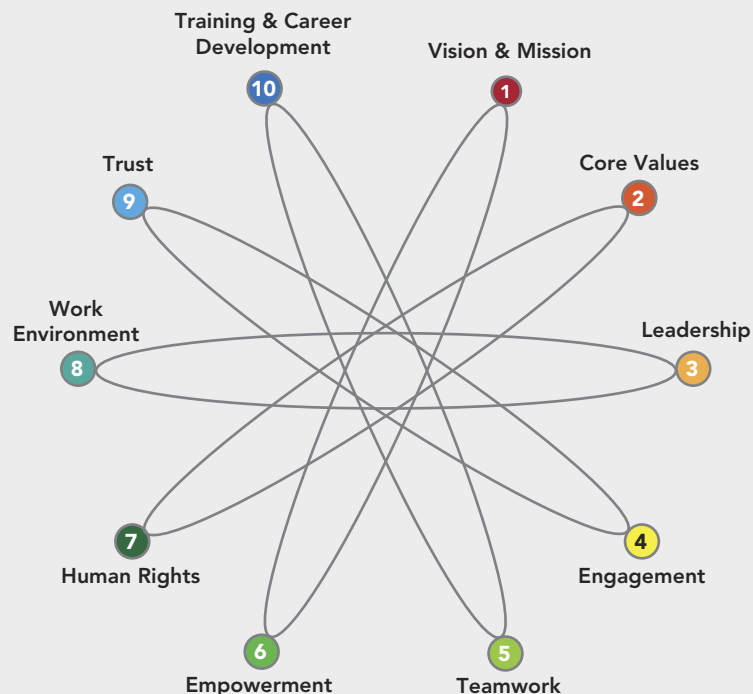 Training & Career
Development
10
Vision & Mission
1
Core Values
2
Leadership
3
4
Engagement
5
Teamwork
6
Empowerment
7
Human Rights
8
Work
Environment
9
Trust